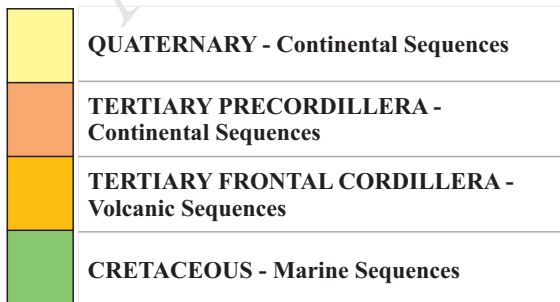 QUATERNARY - Continental Sequences
TERTIARY PRECORDILLERA -
Continental Sequences
TERTIARY FRONTAL CORDILLERA -
Volcanic Sequences
CRETACEOUS - Marine Sequences